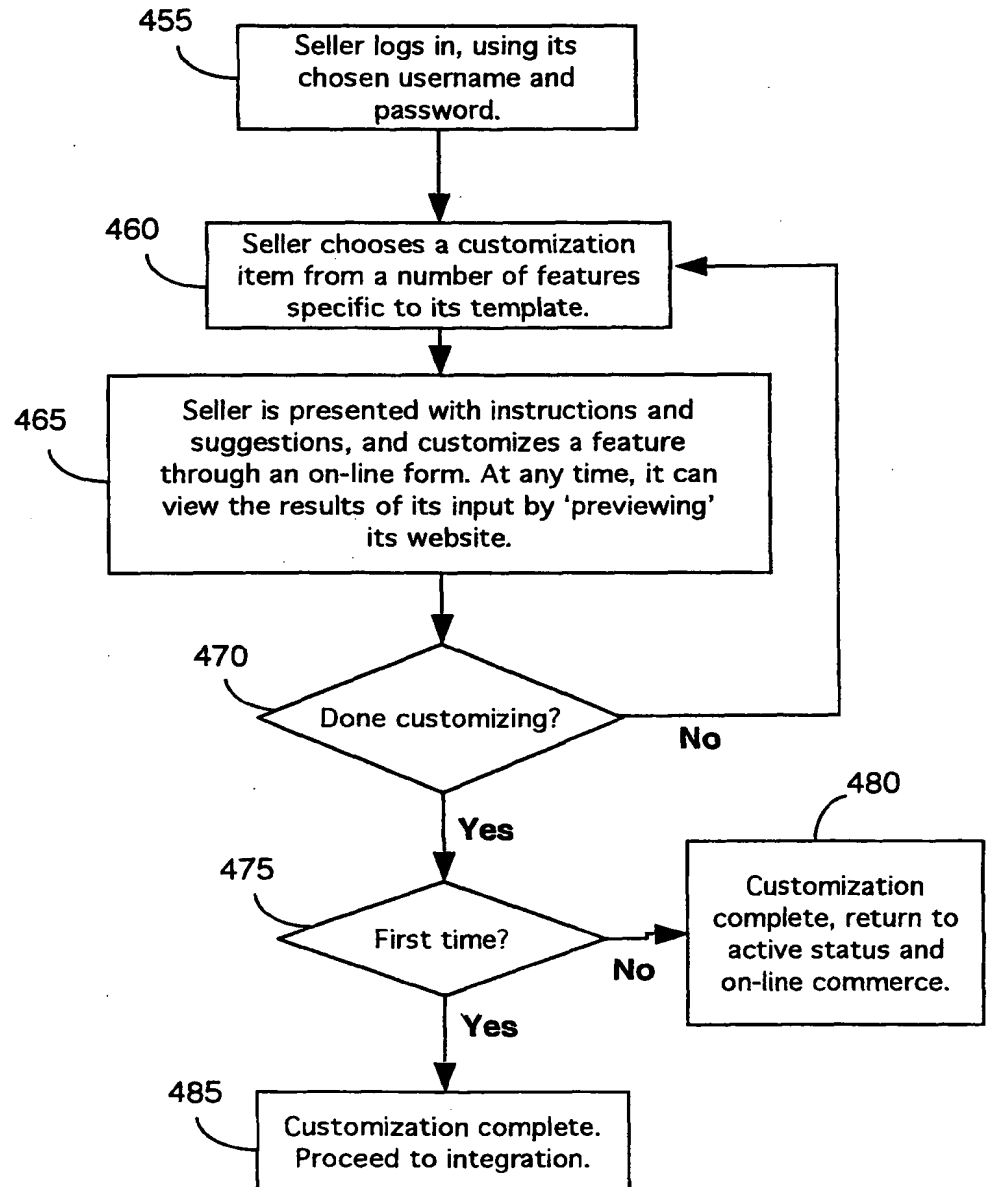 455
Seller logs in, using its
chosen username and
password.
460
Seller chooses a customization
item from a number of features
specific to its template.
465
Seller is presented with instructions and
suggestions, and customizes a feature
through an on-line form. At any time, it can
view the results of its input by ‘previewing’
its website.
470
Done customizing?
No
Yes
480
475
First time?
No
Customization
complete, return to
active status and
on-line commerce.
Yes
485
Customization complete.
Proceed to integration.